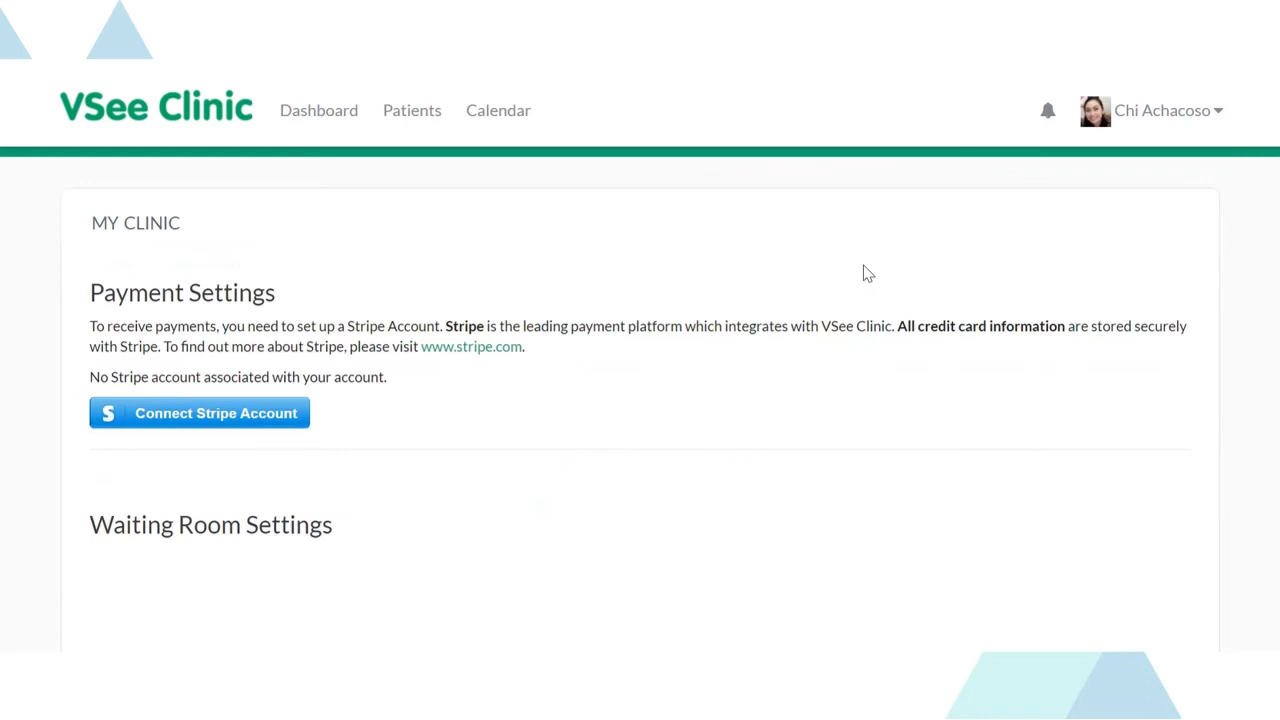 VSee Clinic Dashboard Patients Calendar Chi Achacoso
MY CLINIC
Payment Settings
To receive payments, you need to set up a Stripe Account. Stripe is the leading payment platform which integrates with VSee Clinic. All credit card information are stored securely
with Stripe. To find out more about Stripe, please visit www.stripe.com.
No Stripe account associated with your account.
S Connect Stripe Account
Waiting Room Settings